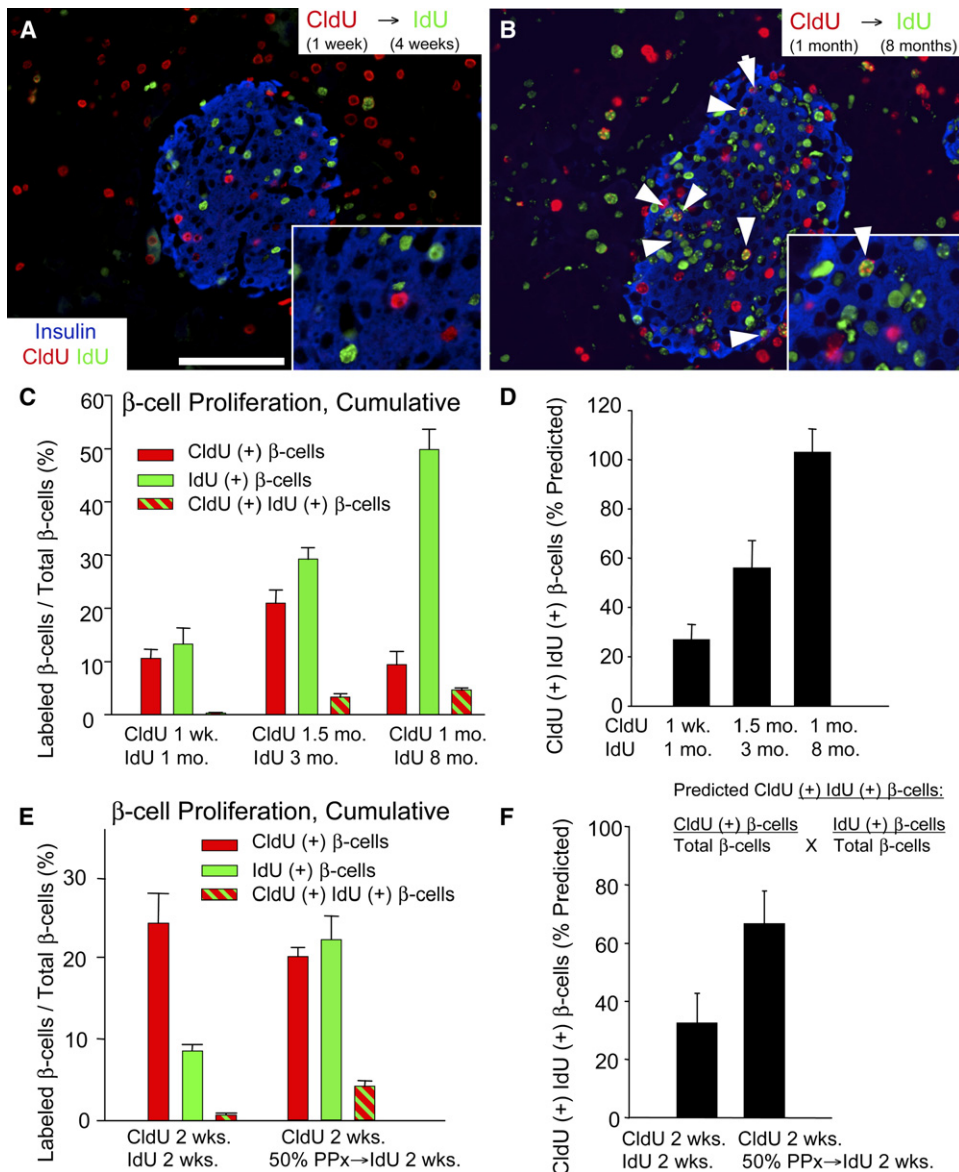 A
CldU → IdU
(1 week) (4 weeks)
Insulin
CldU IdU
B
CldU → IdU
(1 month) (8 months)
C
β-cell Proliferation, Cumulative
Labeled β-cells / Total β-cells (%)
60
50
40
30
20
10
0
CldU (+) β-cells
IdU (+) β-cells
CldU (+) IdU (+) β-cells
CldU 1 wk. CldU 1.5 mo. CldU 1 mo.
IdU 1 mo. IdU 3 mo. IdU 8 mo.
D
CldU (+) IdU (+) β-cells (% Predicted)
120
100
80
60
40
20
0
CldU 1 wk. 1.5 mo. 1 mo.
IdU 1 mo. 3 mo. 8 mo.
Predicted CldU (+) IdU (+) β-cells:
CldU (+) β-cells IdU (+) β-cells
Total β-cells X Total β-cells
E
β-cell Proliferation, Cumulative
Labeled β-cells / Total β-cells (%)
30
20
10
0
CldU (+) β-cells
IdU (+) β-cells
CldU (+) IdU (+) β-cells
CldU 2 wks. CldU 2 wks.
IdU 2 wks. 50% PPx→IdU 2 wks.
F
CldU (+) IdU (+) β-cells (% Predicted)
100
80
60
40
20
0
CldU 2 wks. CldU 2 wks.
IdU 2 wks. 50% PPx→IdU 2 wks.